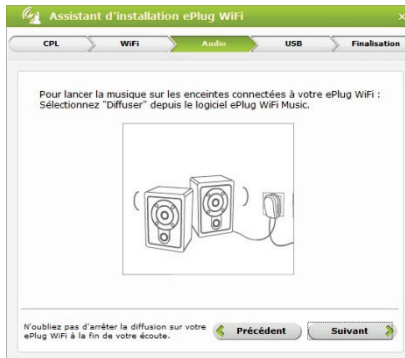 Assistant d'installation ePlug WiFi
CPL WiFi Audio USB Finalisation
Pour lancer la musique sur les enceintes connectées à votre ePlug WiFi :
Sélectionnez "Diffuser" depuis le logiciel ePlug WiFi Music.
N'oubliez pas d'arrêter la diffusion sur votre
ePlug WiFi à la fin de votre écoute.
Précédent Suivant